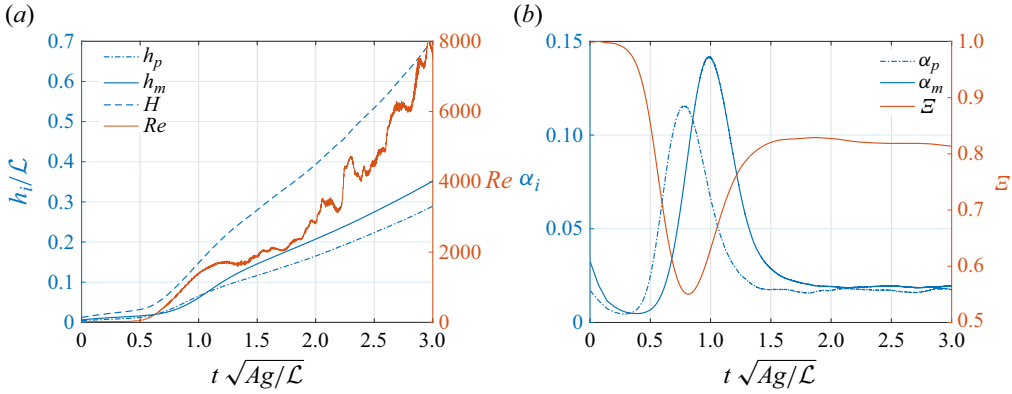 (a)
0.7
0.6
0.5
0.4
0.3
0.2
0.1
0
h_i/ℒ
h_p
h_m
H
Re
8000
6000
4000
2000
0
Re
0 0.5 1.0 1.5 2.0 2.5 3.0
t √Ag/ℒ
(b)
0.15
0.10
0.05
0
α_i
α_p
α_m
Ξ
1.0
0.9
0.8
0.7
0.6
0.5
Ξ
0 0.5 1.0 1.5 2.0 2.5 3.0
t √Ag/ℒ